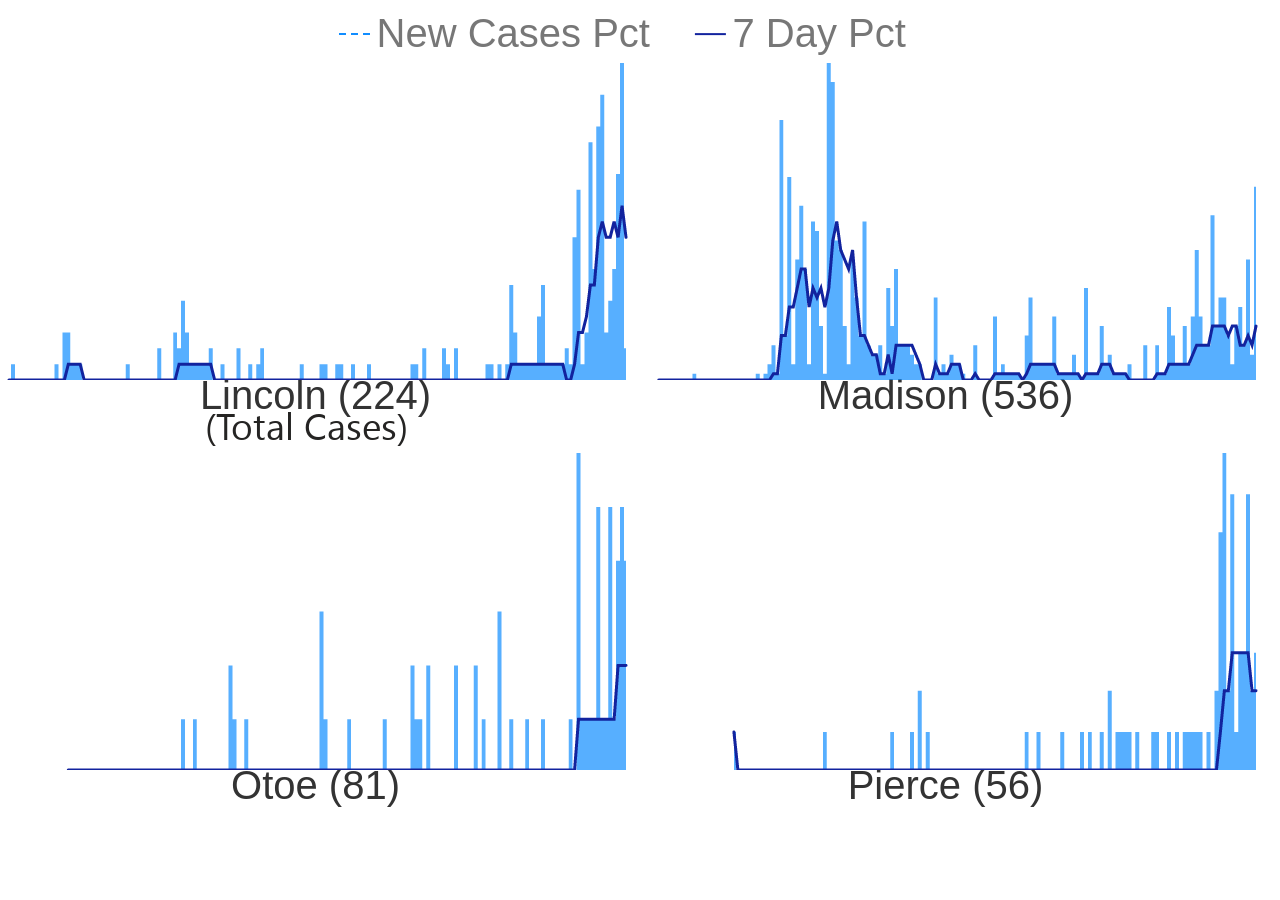 New Cases Pct 7 Day Pct
Lincoln (224)
(Total Cases)
Madison (536)
Otoe (81)
Pierce (56)